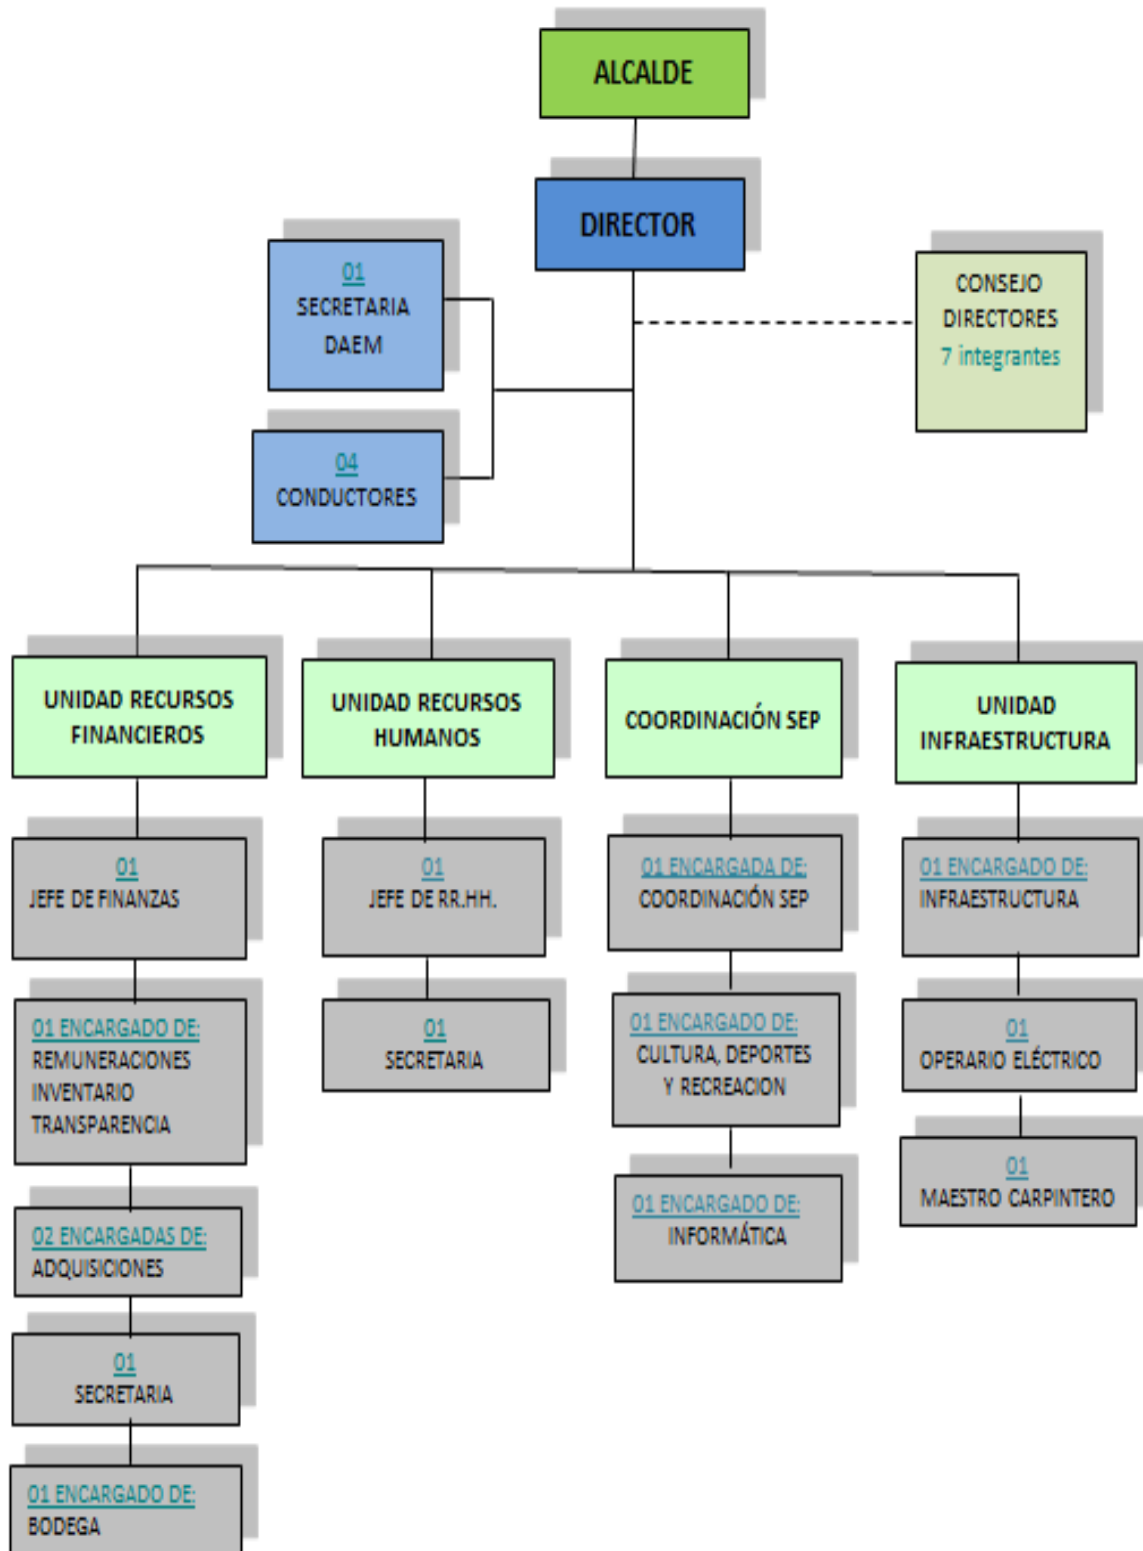 ALCALDE
DIRECTOR
01
SECRETARIA
DAEM
04
CONDUCTORES
CONSEJO
DIRECTORES
7 integrantes
UNIDAD RECURSOS
FINANCIEROS
01
JEFE DE FINANZAS
01 ENCARGADO DE:
REMUNERACIONES
INVENTARIO
TRANSPARENCIA
02 ENCARGADAS DE:
ADQUISICIONES
01
SECRETARIA
01 ENCARGADO DE:
BODEGA
UNIDAD RECURSOS
HUMANOS
01
JEFE DE RR.HH.
01
SECRETARIA
COORDINACIÓN SEP
01 ENCARGADA DE:
COORDINACIÓN SEP
01 ENCARGADO DE:
CULTURA, DEPORTES
Y RECREACION
01 ENCARGADO DE:
INFORMÁTICA
UNIDAD
INFRAESTRUCTURA
01 ENCARGADO DE:
INFRAESTRUCTURA
01
OPERARIO ELÉCTRICO
01
MAESTRO CARPINTERO